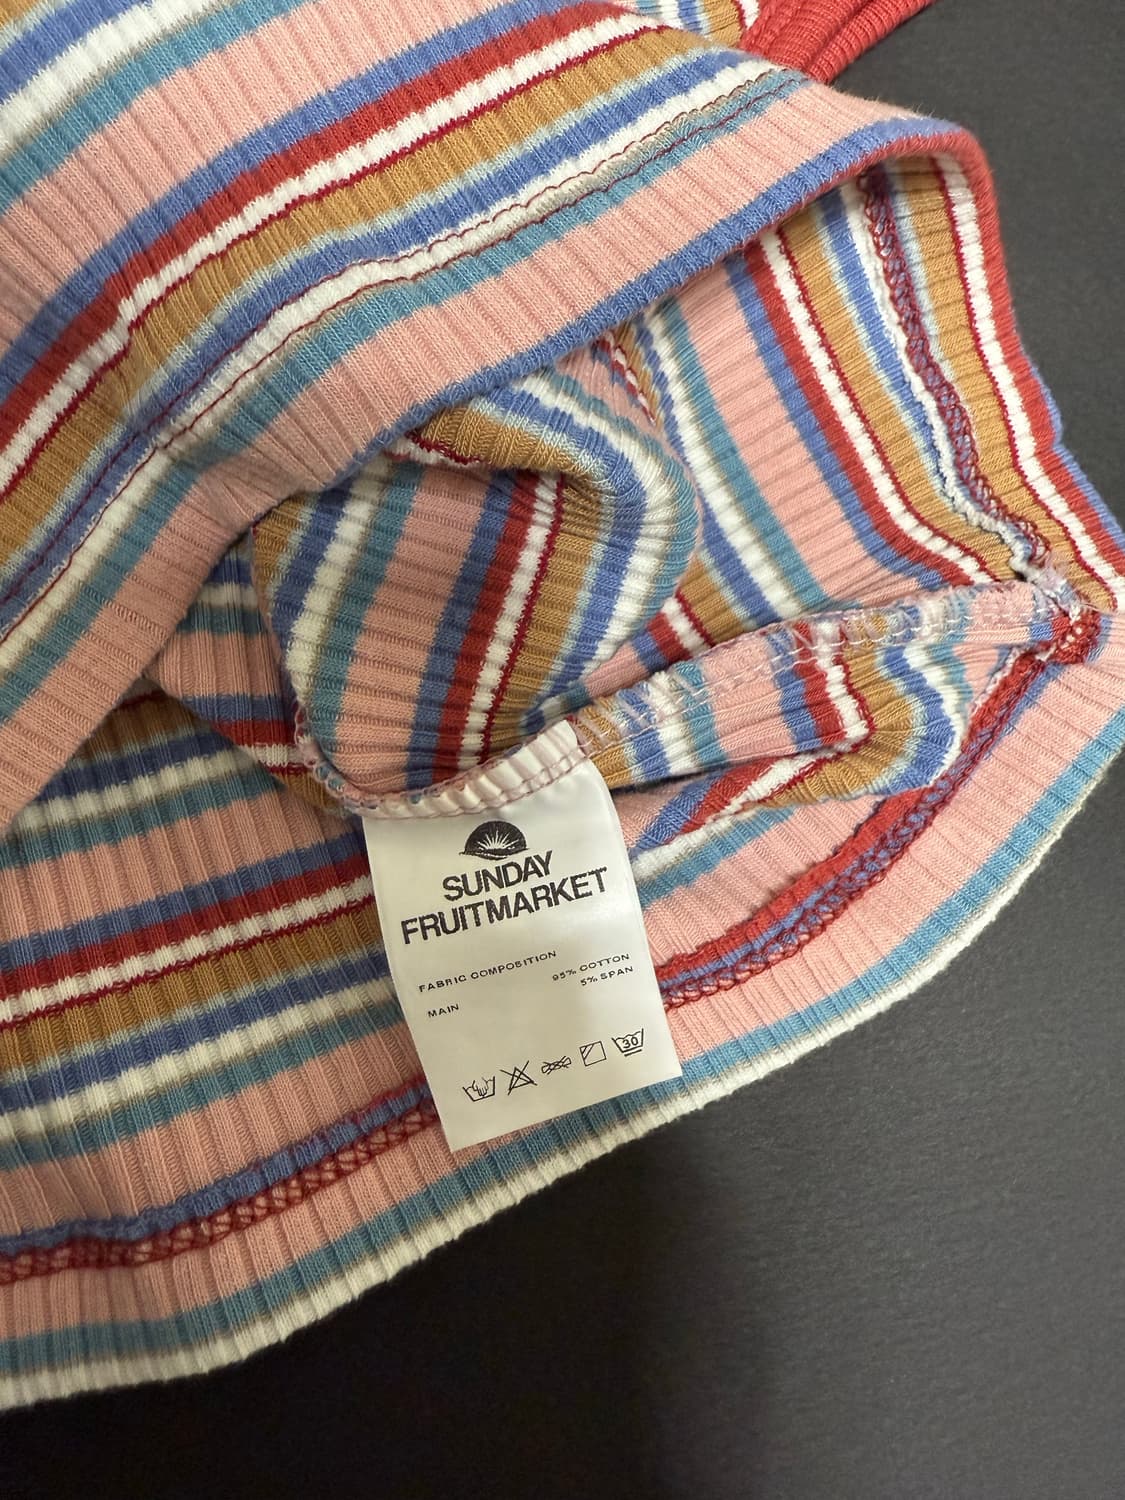 SUNDAY
FRUITMARKET
FABRIC COMPOSITION
95% COTTON
5% SPAN
MAIN
30